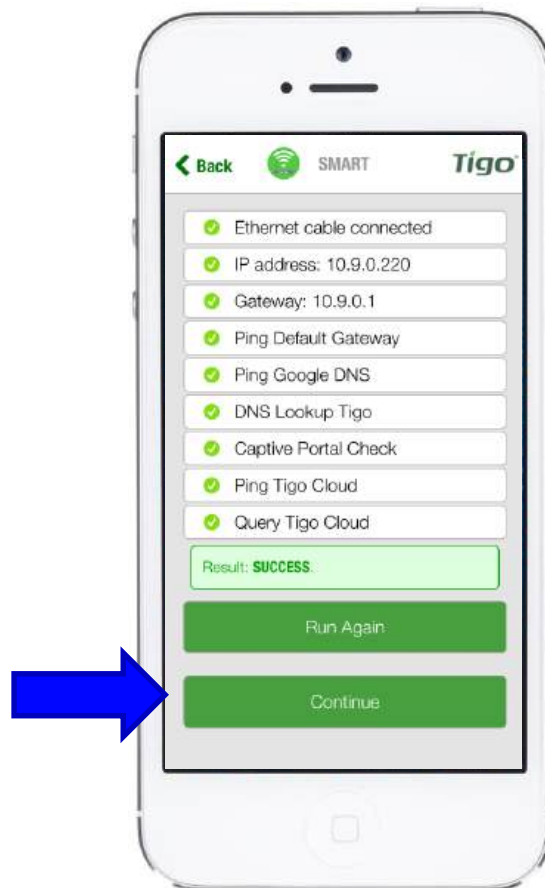 Back SMART Tigo
Ethernet cable connected
IP address: 10.9.0.220
Gateway: 10.9.0.1
Ping Default Gateway
Ping Google DNS
DNS Lookup Tigo
Captive Portal Check
Ping Tigo Cloud
Query Tigo Cloud
Result: SUCCESS.
Run Again
Continue